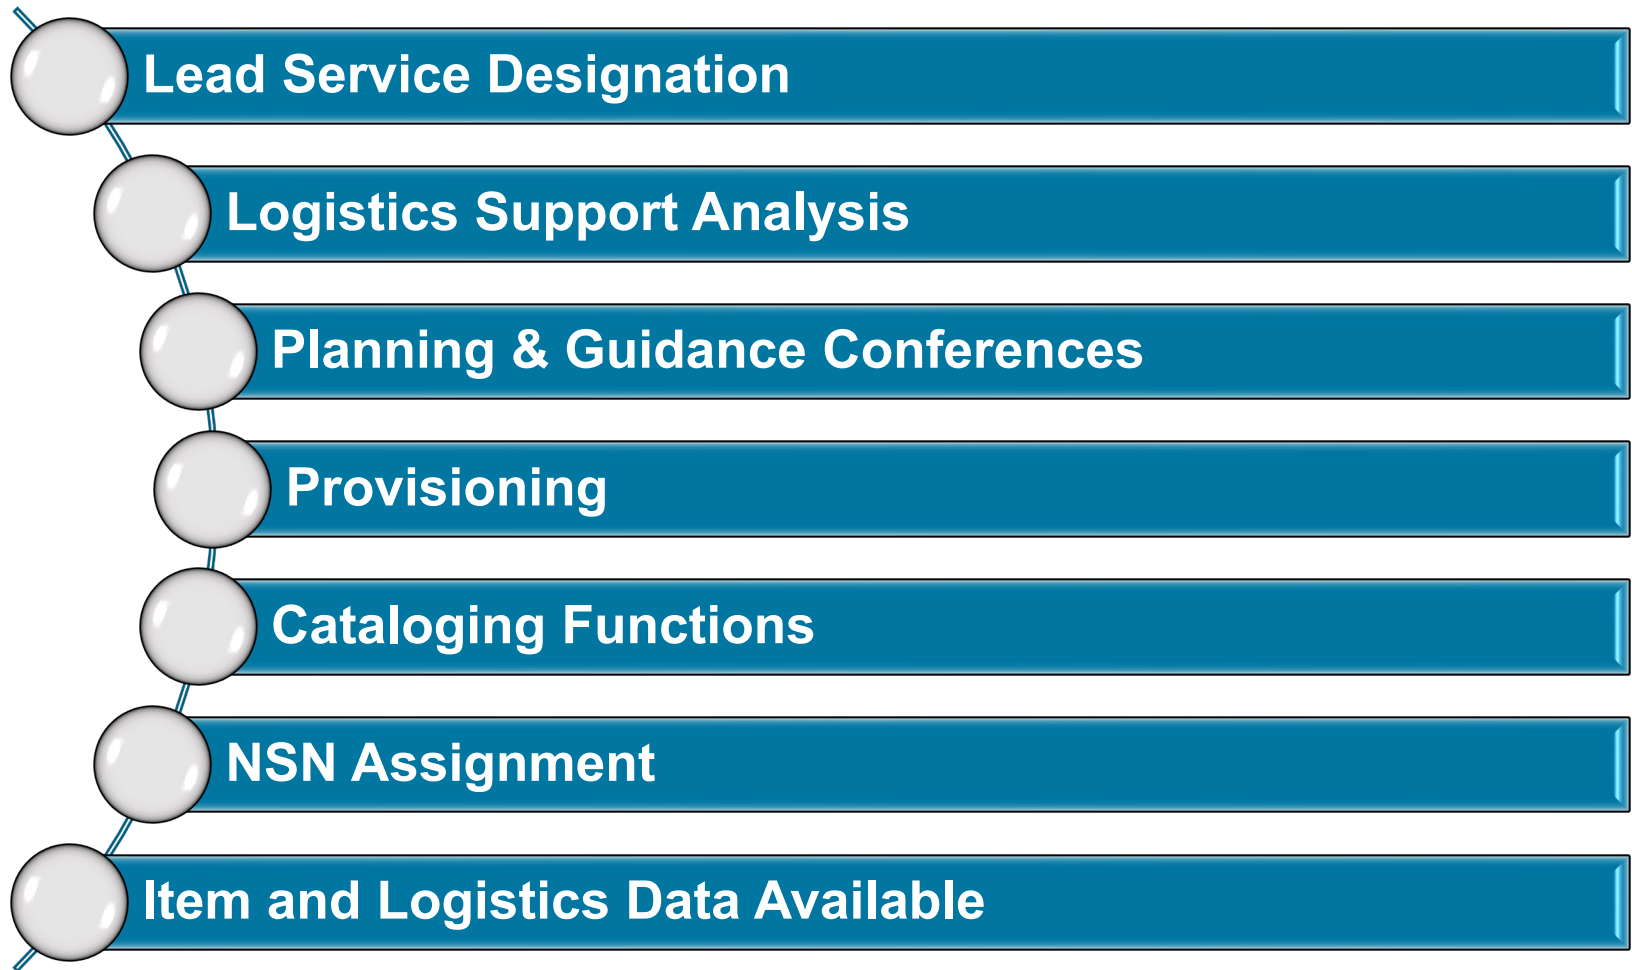 Lead Service Designation
Logistics Support Analysis
Planning & Guidance Conferences
Provisioning
Cataloging Functions
NSN Assignment
Item and Logistics Data Available